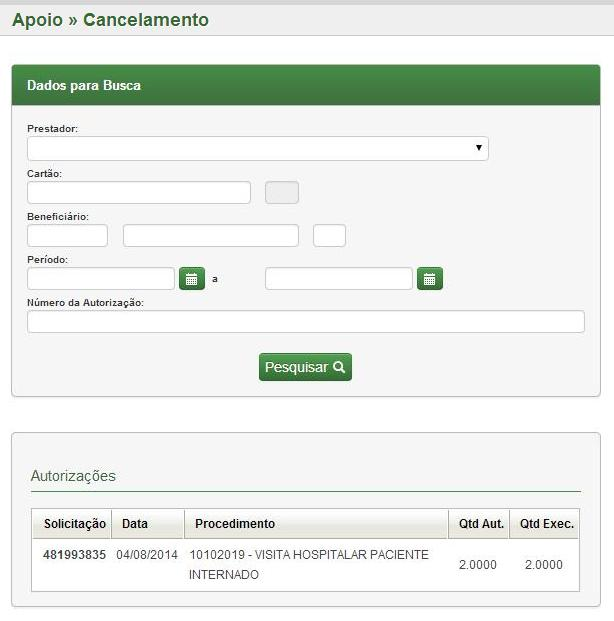 Apoio » Cancelamento
Dados para Busca
Prestador:
Cartão:
Beneficiário:
Período:
a
Número da Autorização:
Pesquisar
Autorizações
Solicitação Data Procedimento Qtd Aut. Qtd Exec.
481993835 04/08/2014 10102019 - VISITA HOSPITALAR PACIENTE INTERNADO 2.0000 2.0000